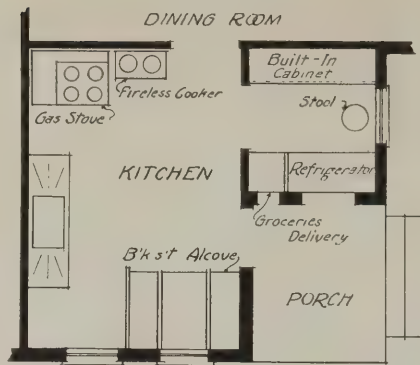 DINING ROOM
Built-In
Cabinet
Fireless Cooker
Stool
Gas Stove
KITCHEN
Refrigerator
Groceries
Delivery
B'k's't Alcove
PORCH